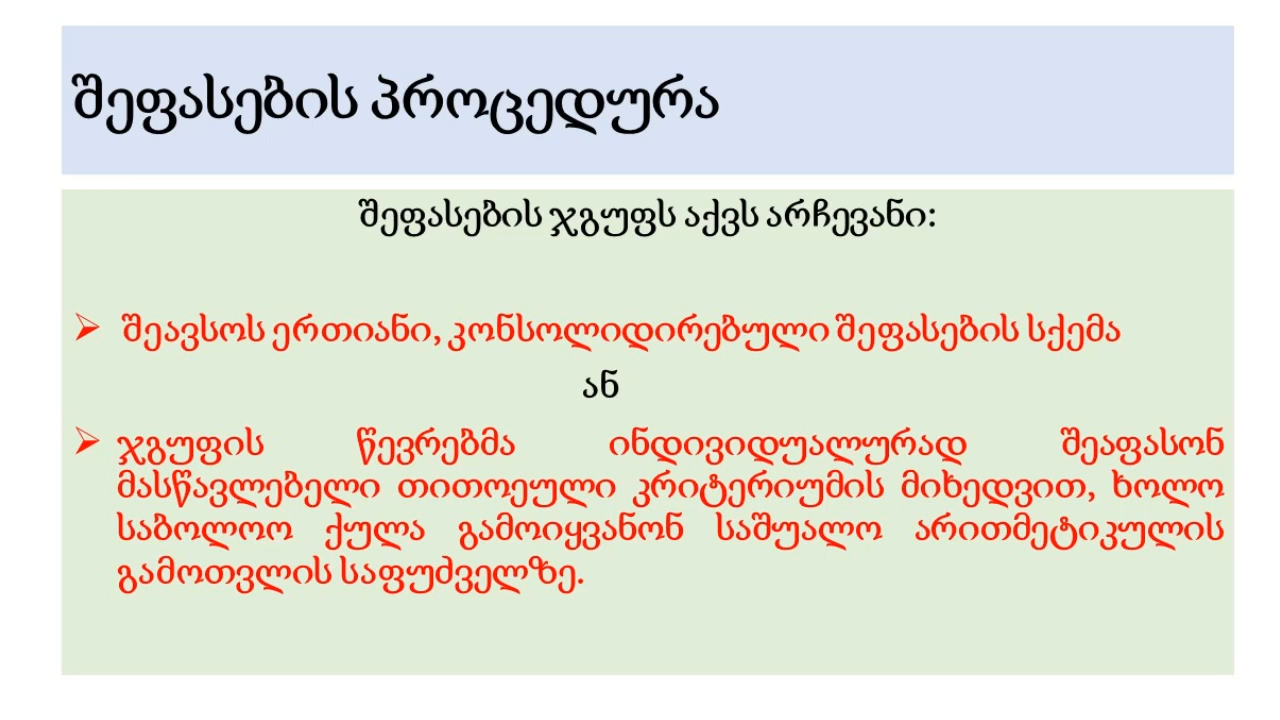 შეფასების პროცედურა
შეფასების ჯგუფს აქვს არჩევანი:
➢ შეავსოს ერთიანი, კონსოლიდირებული შეფასების სქემა
ან
➢ ჯგუფის წევრებმა ინდივიდუალურად შეაფასონ
მასწავლებელი თითოეული კრიტერიუმის მიხედვით, ხოლო
საბოლოო ქულა გამოიყვანონ საშუალო არითმეტიკულის
გამოთვლის საფუძველზე.